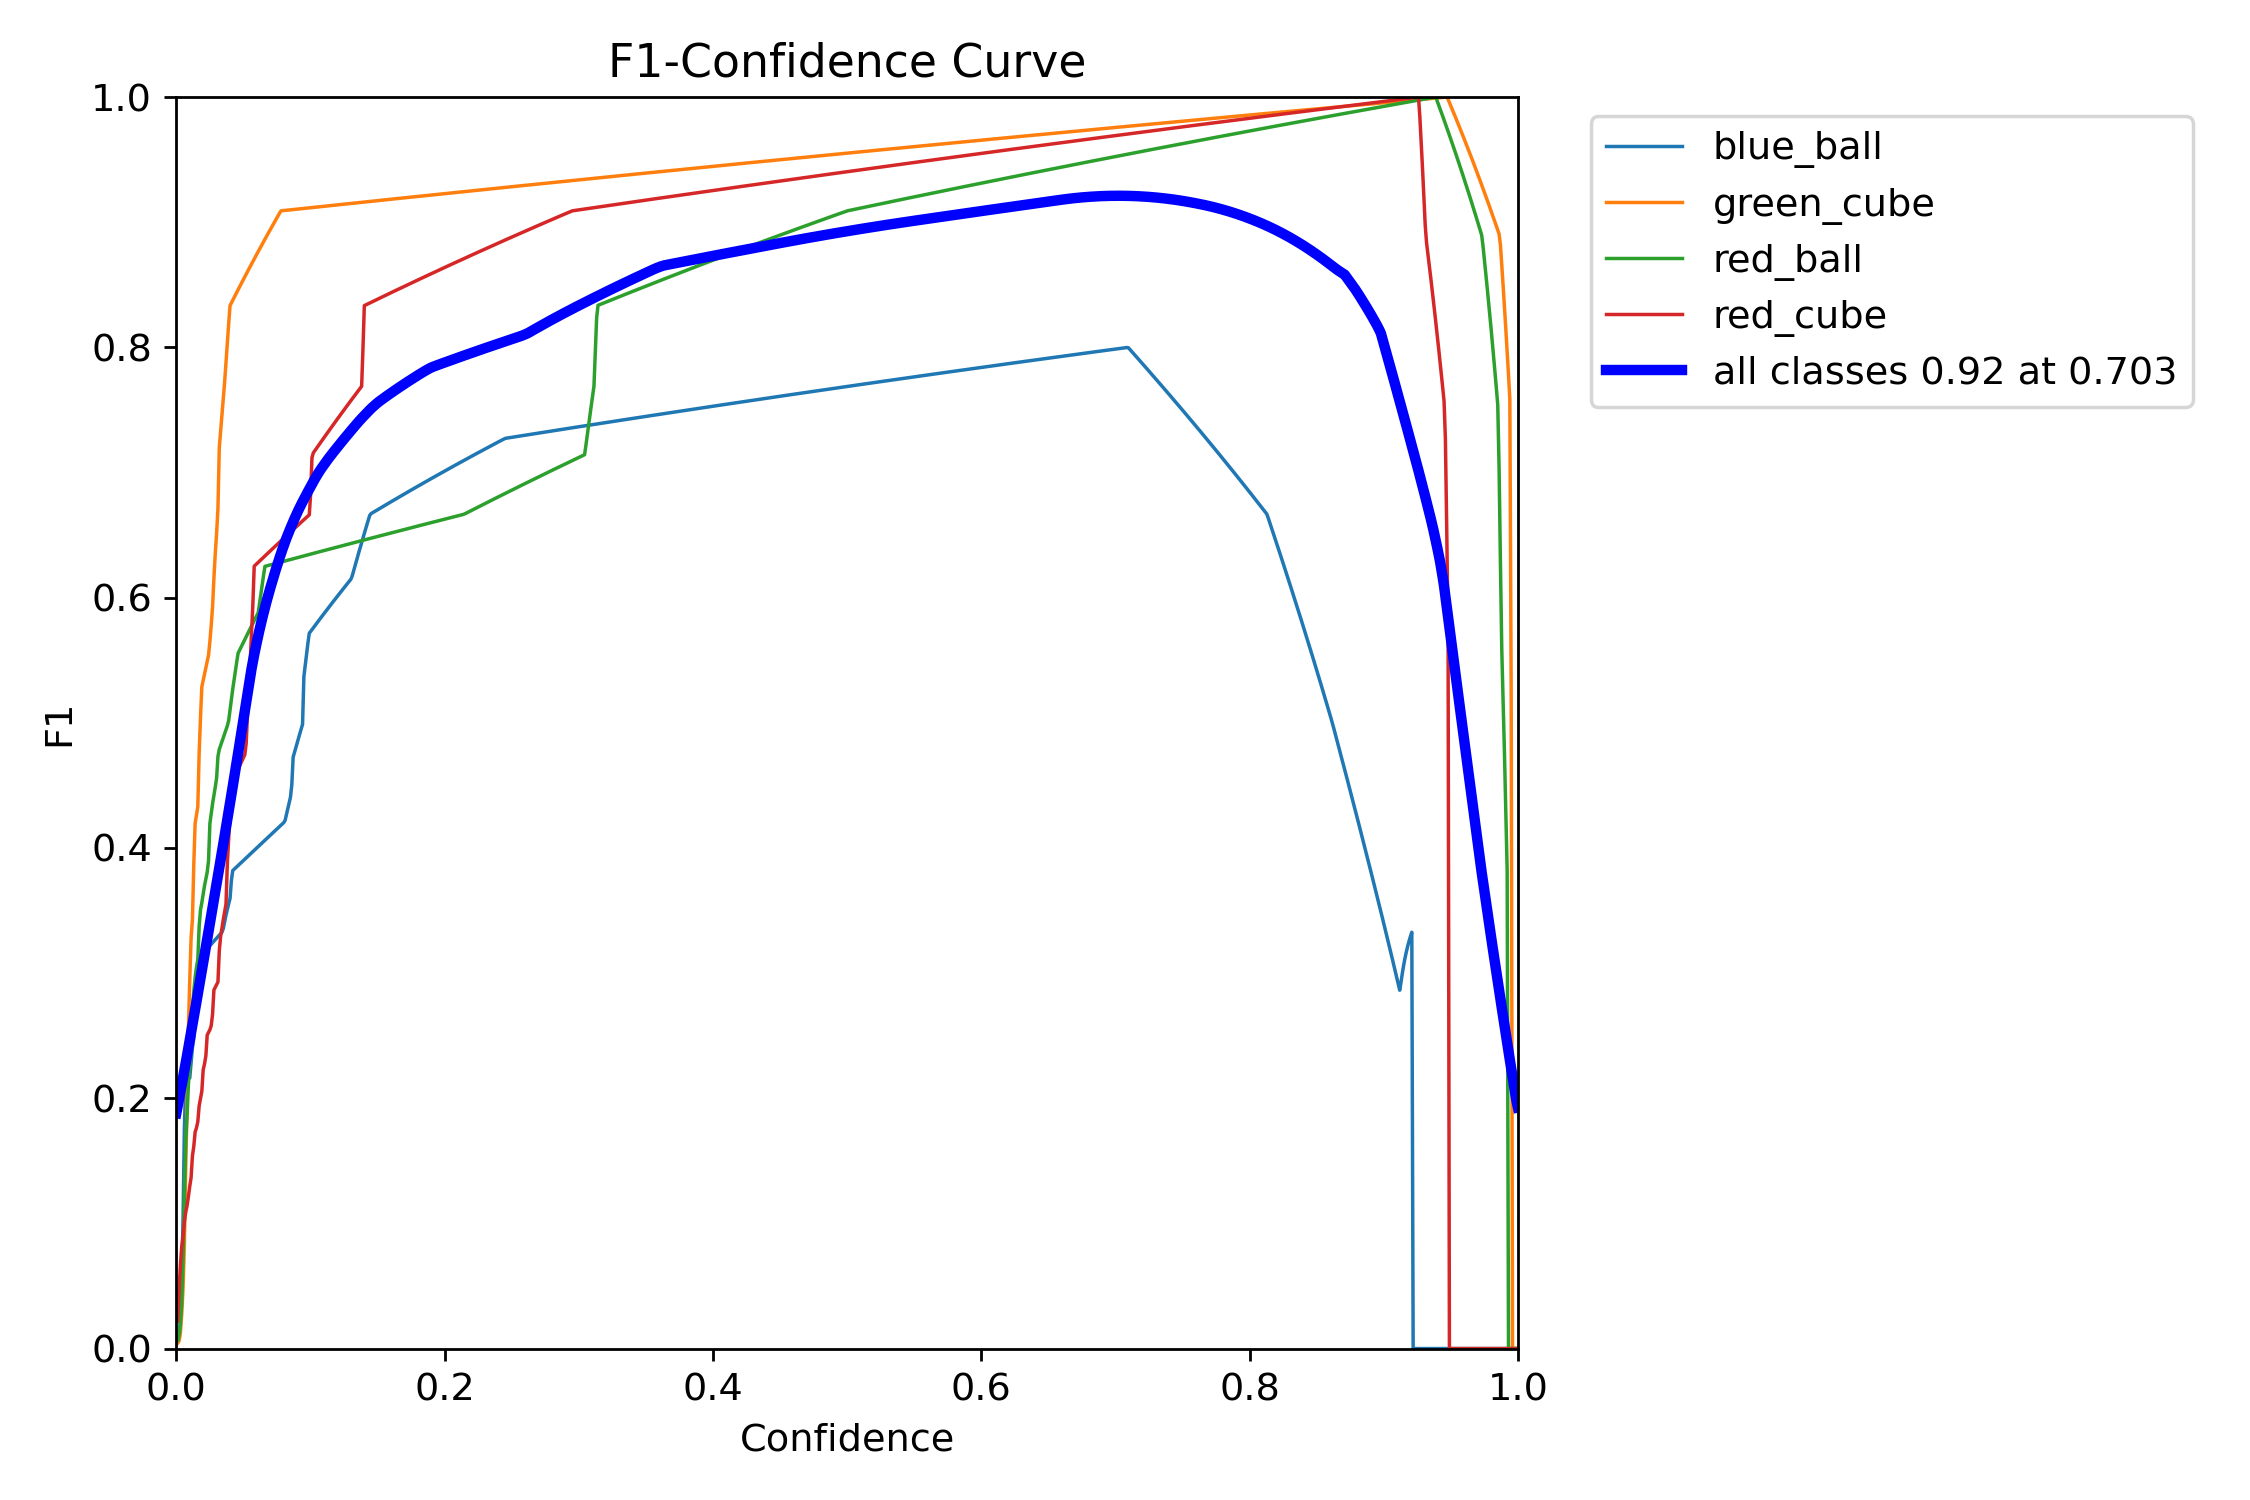 F1-Confidence Curve
1.0
0.8
0.6
0.4
0.2
0.0
F1
0.0 0.2 0.4 0.6 0.8 1.0
Confidence
blue_ball
green_cube
red_ball
red_cube
all classes 0.92 at 0.703